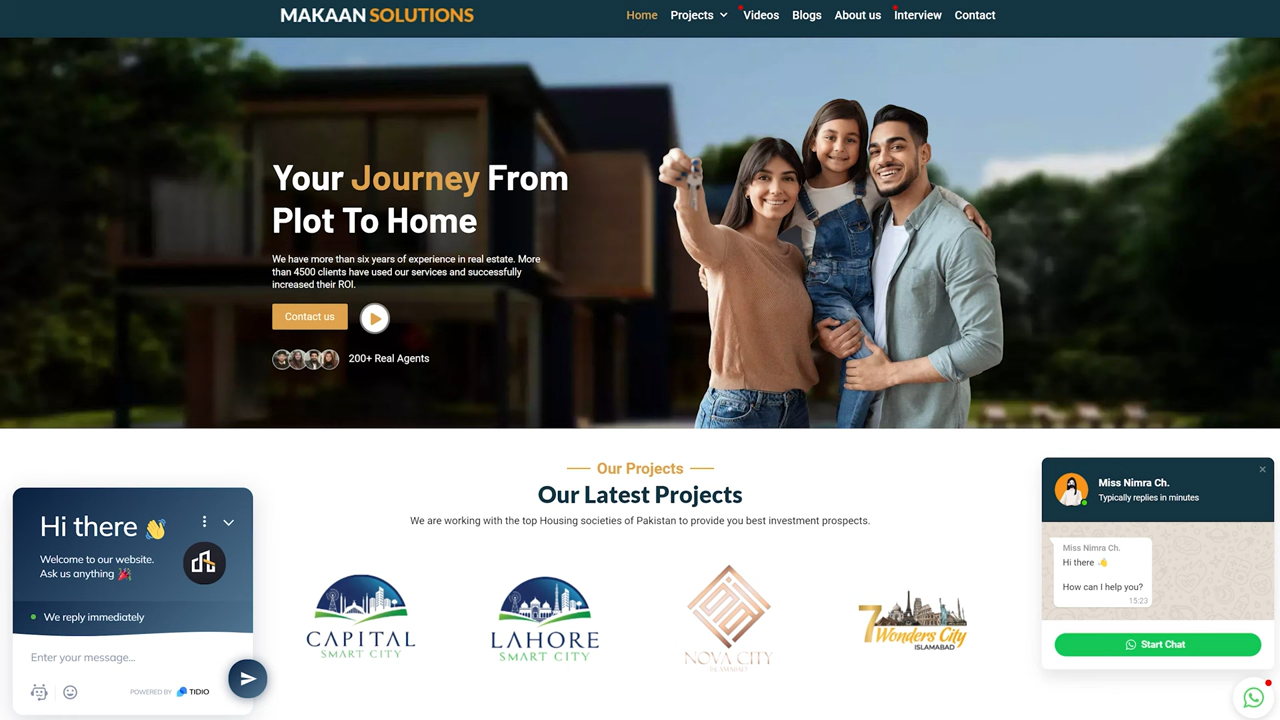 MAKAAN SOLUTIONS
Home
Projects
Videos
Blogs
About us
Interview
Contact
Your Journey From
Plot To Home
We have more than six years of experience in real estate. More
than 4500 clients have used our services and successfully
increased their ROI.
Contact us
200+ Real Agents
Our Projects
Our Latest Projects
We are working with the top Housing societies of Pakistan to provide you best investment prospects.
CAPITAL
SMART CITY
LAHORE
SMART CITY
NOVA CITY
ISLAMABAD
7 Wonders City
ISLAMABAD
Hi there
Welcome to our website.
Ask us anything
We reply immediately
Enter your message...
POWERED BY TIDIO
Miss Nimra Ch.
Typically replies in minutes
Miss Nimra Ch.
Hi there
How can I help you?
15:23
Start Chat